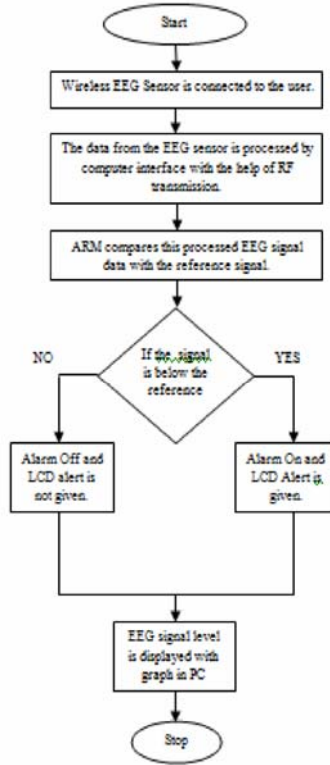 Start
Wireless EEG Sensor is connected to the user.
The data from the EEG sensor is processed by
computer interface with the help of RF
transmission.
ARM compares this processed EEG signal
data with the reference signal.
If the signal
is below the
reference
NO
YES
Alarm Off and
LCD alert is
not given.
Alarm On and
LCD Alert is
given.
EEG signal level
is displayed with
graph in PC
Stop